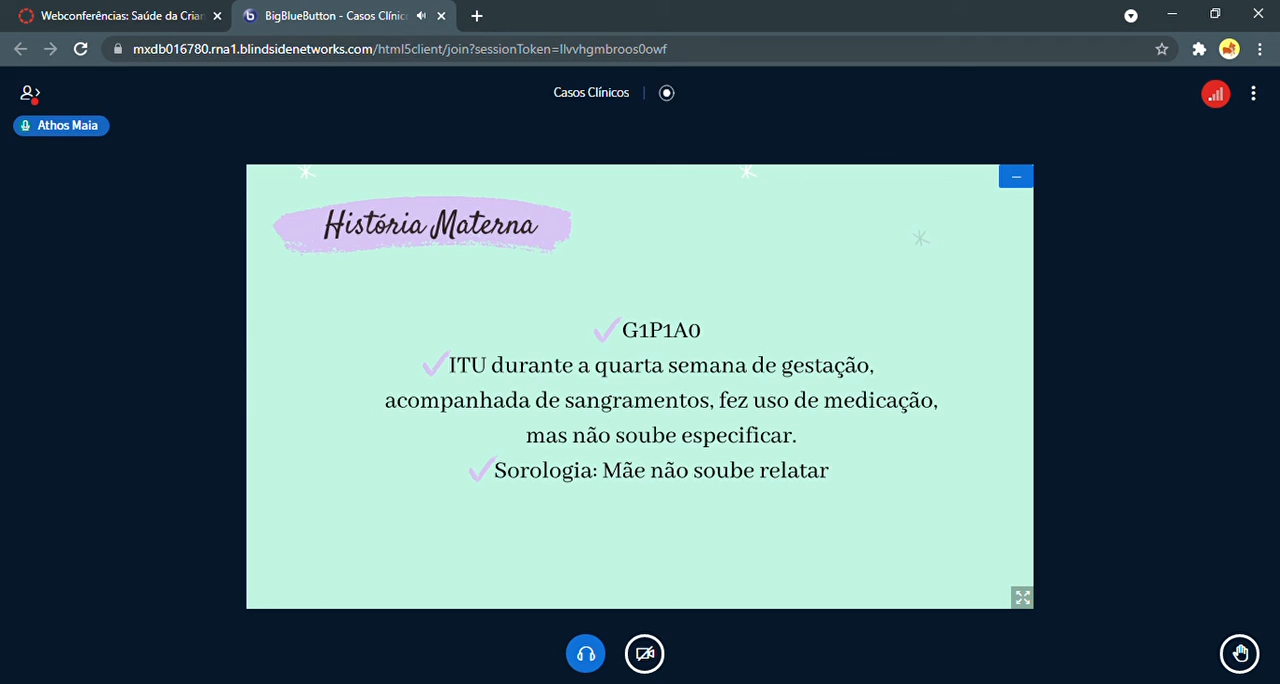 Webconferências: Saúde da Crian
BigBlueButton - Casos Clínic
mxdb016780.rna1.blindsidenetworks.com/html5client/join?sessionToken=llvvhgmbroos0owf
Casos Clínicos
Athos Maia
História Materna
G1P1A0
ITU durante a quarta semana de gestação,
acompanhada de sangramentos, fez uso de medicação,
mas não soube especificar.
Sorologia: Mãe não soube relatar